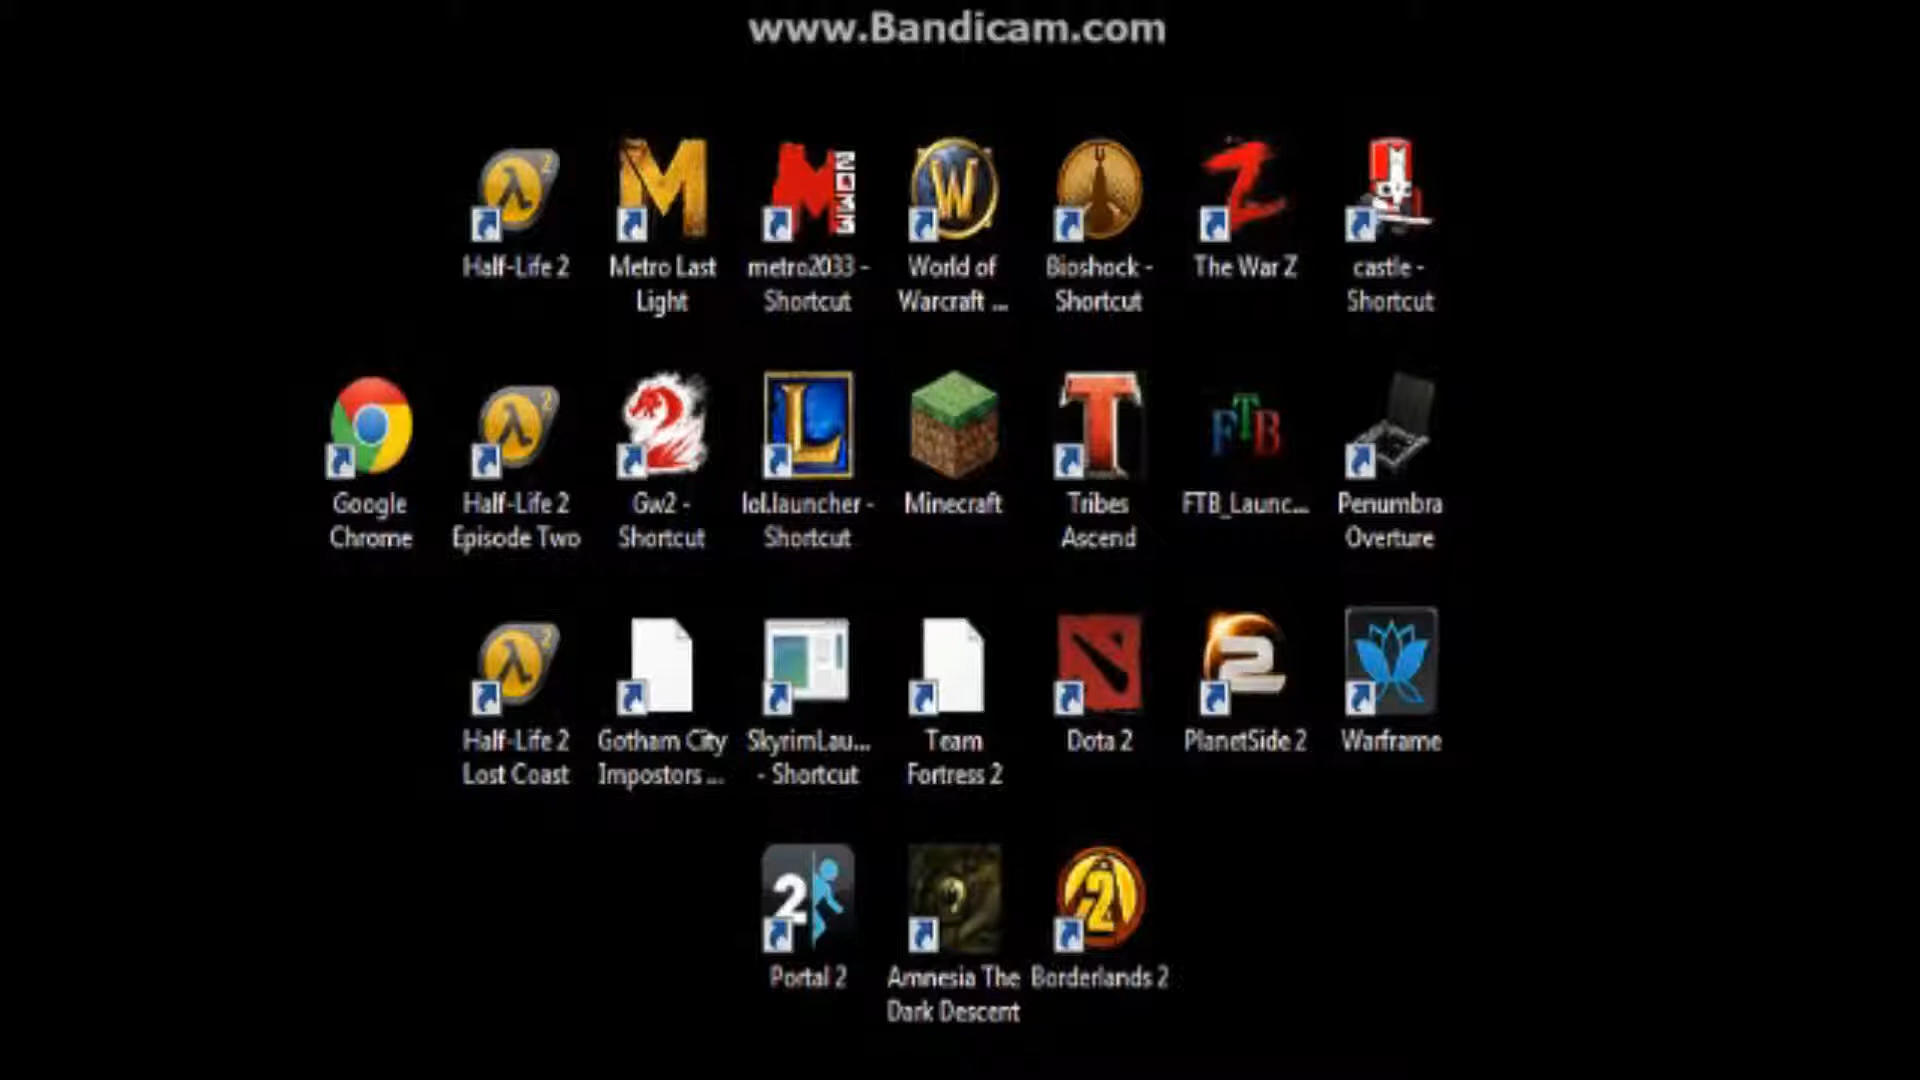 www.Bandicam.com
Half-Life 2
Metro Last
Light
metro2033 -
Shortcut
World of
Warcraft ...
Bioshock -
Shortcut
The War Z
castle -
Shortcut
Google
Chrome
Half-Life 2
Episode Two
Gw2 -
Shortcut
lol.launcher -
Shortcut
Minecraft
Tribes
Ascend
FTB
FTB_Launc...
Penumbra
Overture
Half-Life 2
Lost Coast
Gotham City
Impostors ...
SkyrimLau...
- Shortcut
Team
Fortress 2
Dota 2
PlanetSide 2
Warframe
Portal 2
Amnesia The
Dark Descent
Borderlands 2